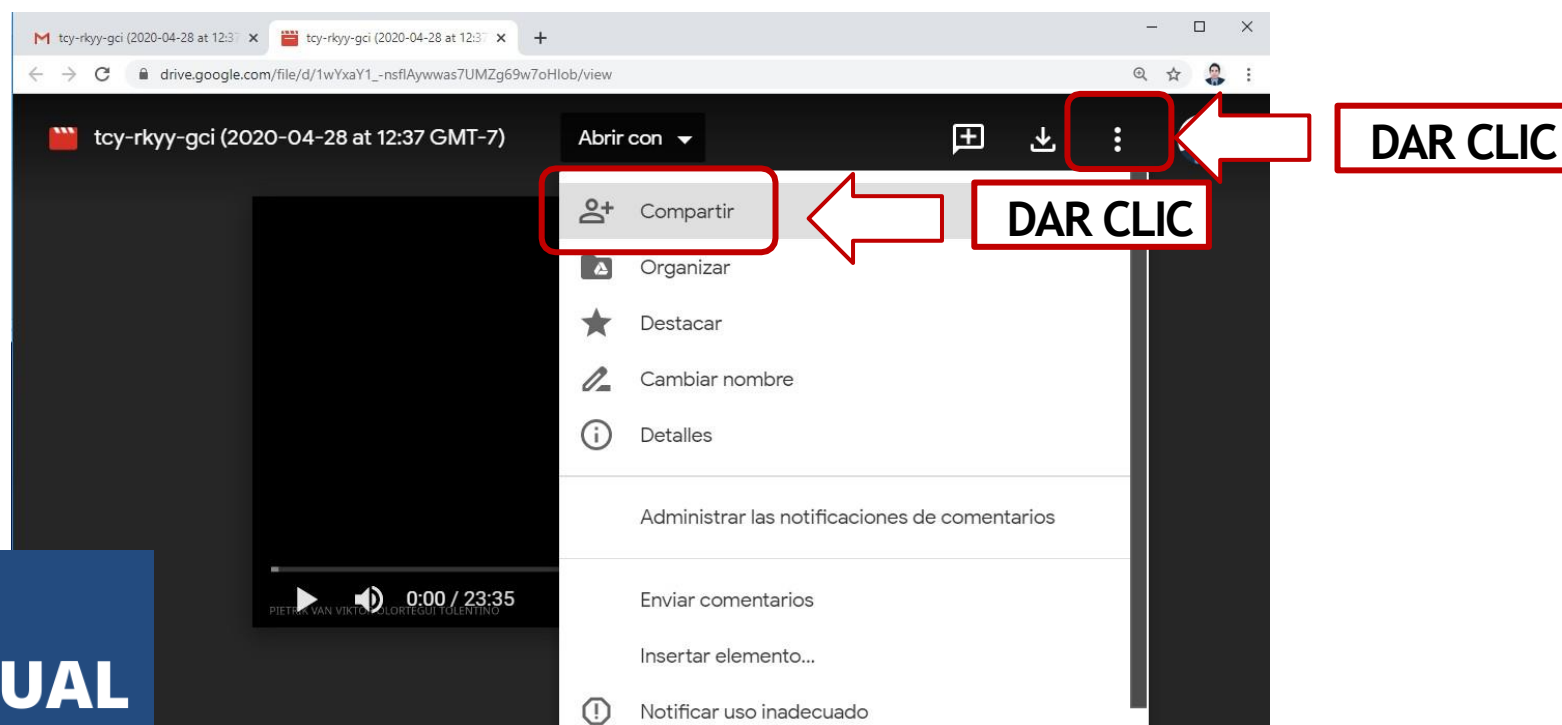 tcy-rkyy-gci (2020-04-28 at 12:37
tcy-rkyy-gci (2020-04-28 at 12:37
drive.google.com/file/d/1wYxaY1_-nsflAywwas7UMZg69w7oHlob/view
tcy-rkyy-gci (2020-04-28 at 12:37 GMT-7)
Abrir con
DAR CLIC
Compartir
DAR CLIC
Organizar
Destacar
Cambiar nombre
Detalles
Administrar las notificaciones de comentarios
0:00 / 23:35
VAN TOLENTINO
Enviar comentarios
Insertar elemento...
Notificar uso inadecuado
UAL